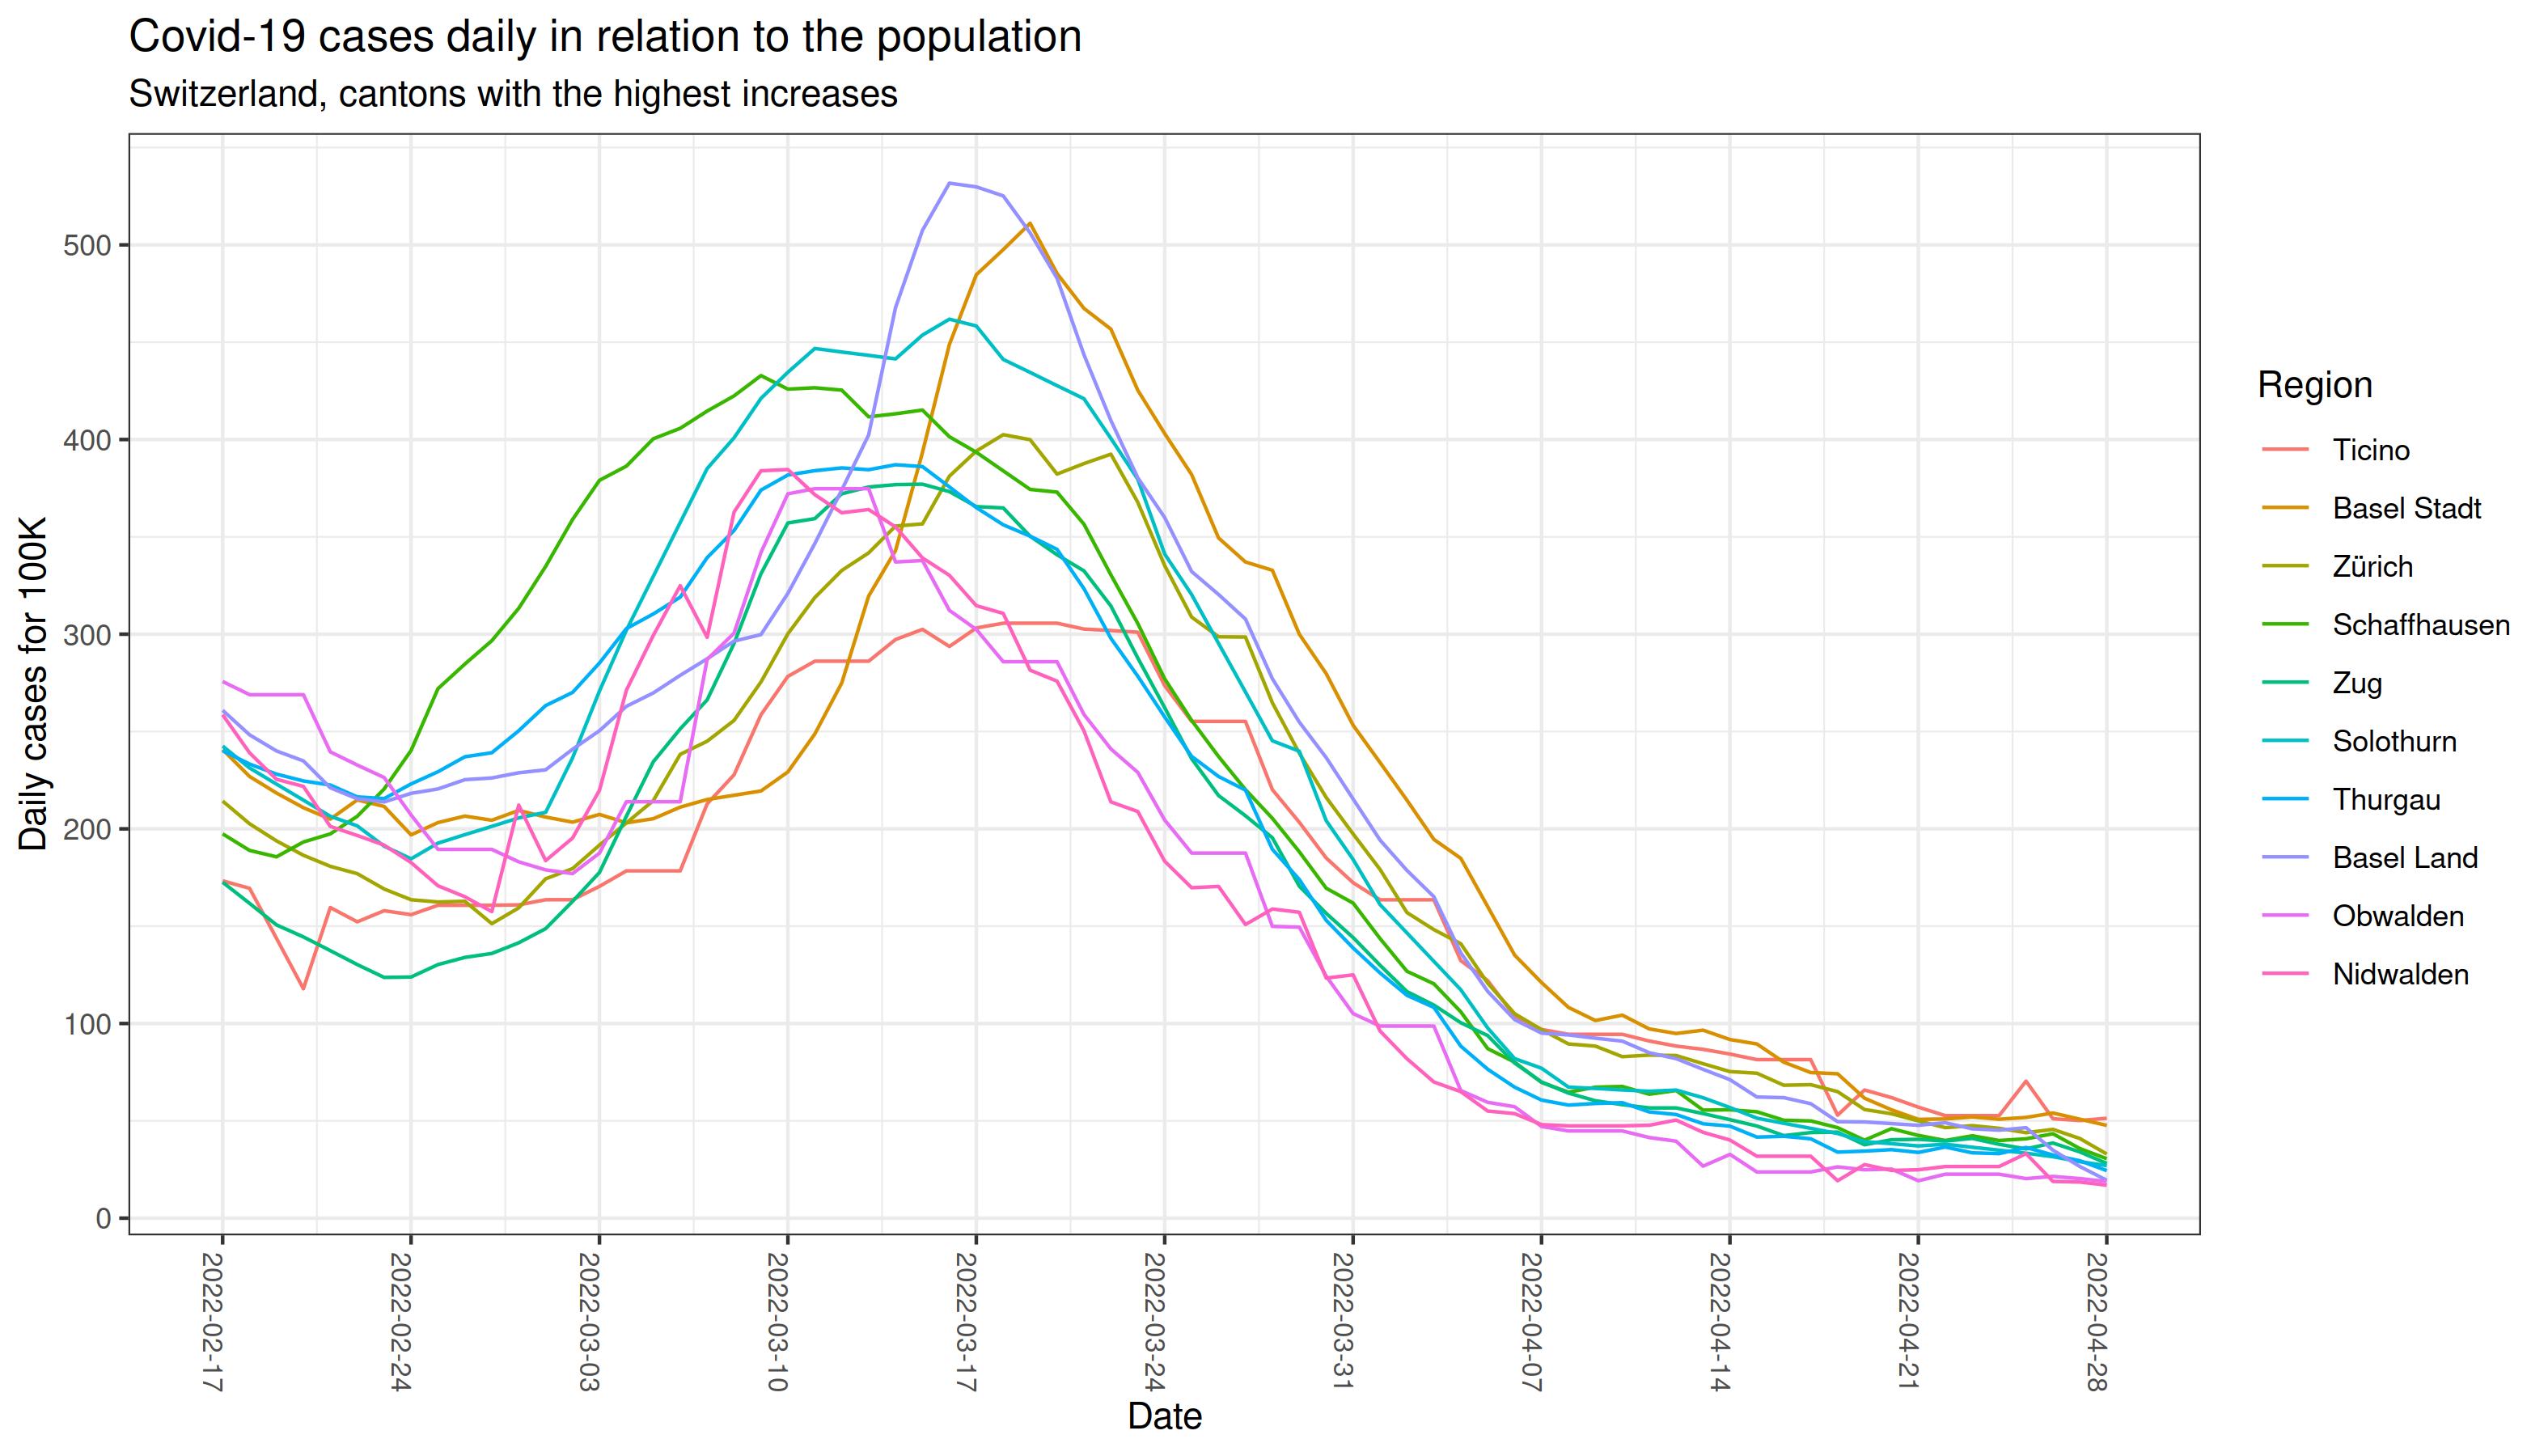 Covid-19 cases daily in relation to the population
Switzerland, cantons with the highest increases
Daily cases for 100K
500
400
300
200
100
0
2022-02-17
2022-02-24
2022-03-03
2022-03-10
2022-03-17
2022-03-24
2022-03-31
2022-04-07
2022-04-14
2022-04-21
2022-04-28
Date
Region
Ticino
Basel Stadt
Zürich
Schaffhausen
Zug
Solothurn
Thurgau
Basel Land
Obwalden
Nidwalden